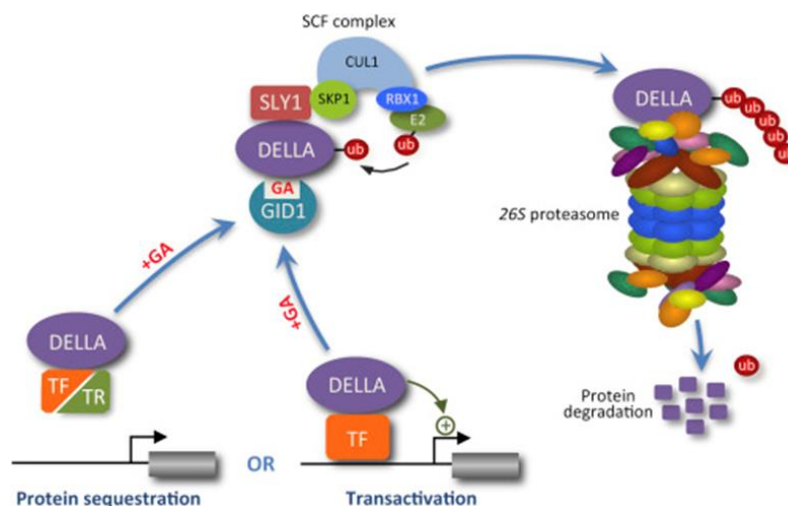 SCF complex
CUL1
SLY1
SKP1
RBX1
E2
DELLA
ub
ub
GA
GID1
DELLA
ub
ub
ub
ub
ub
26S proteasome
+GA
+GA
DELLA
TF
TR
DELLA
+
TF
ub
Protein
degradation
OR
Protein sequestration
Transactivation